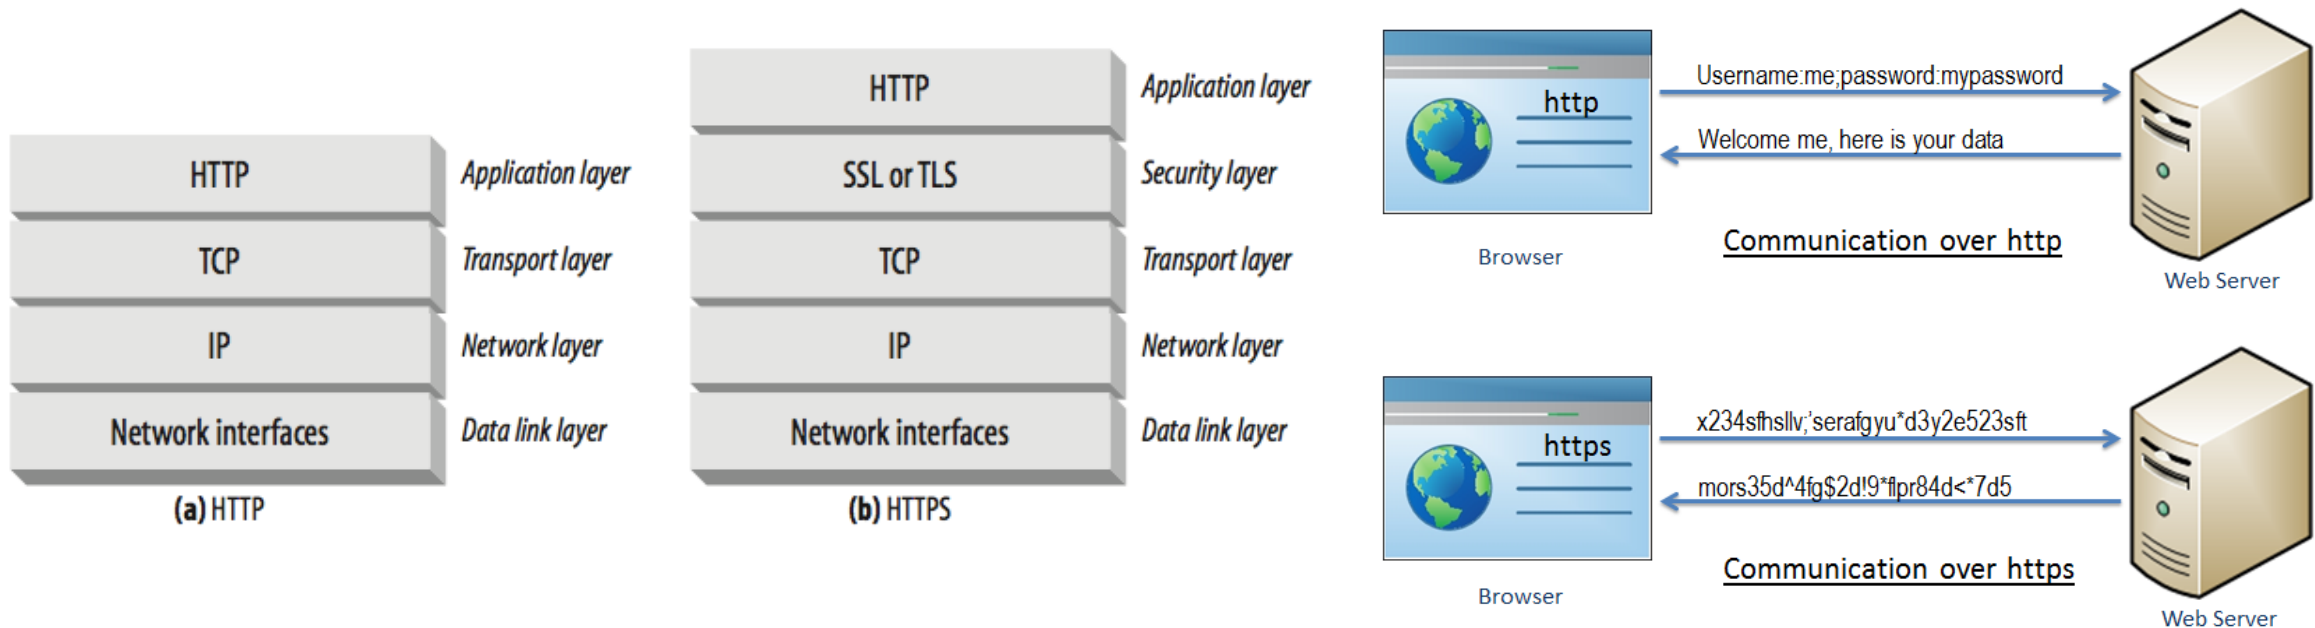 HTTP
Application layer
TCP
Transport layer
IP
Network layer
Network interfaces
Data link layer
(a) HTTP
HTTP
Application layer
SSL or TLS
Security layer
TCP
Transport layer
IP
Network layer
Network interfaces
Data link layer
(b) HTTPS
http
Browser
Username:me;password:mypassword
Welcome me, here is your data
Communication over http
Web Server
https
Browser
x234sfhsllv;'serafgyu*d3y2e523sft
mors35d^4fg$2d!9*flpr84d<*7d5
Communication over https
Web Server